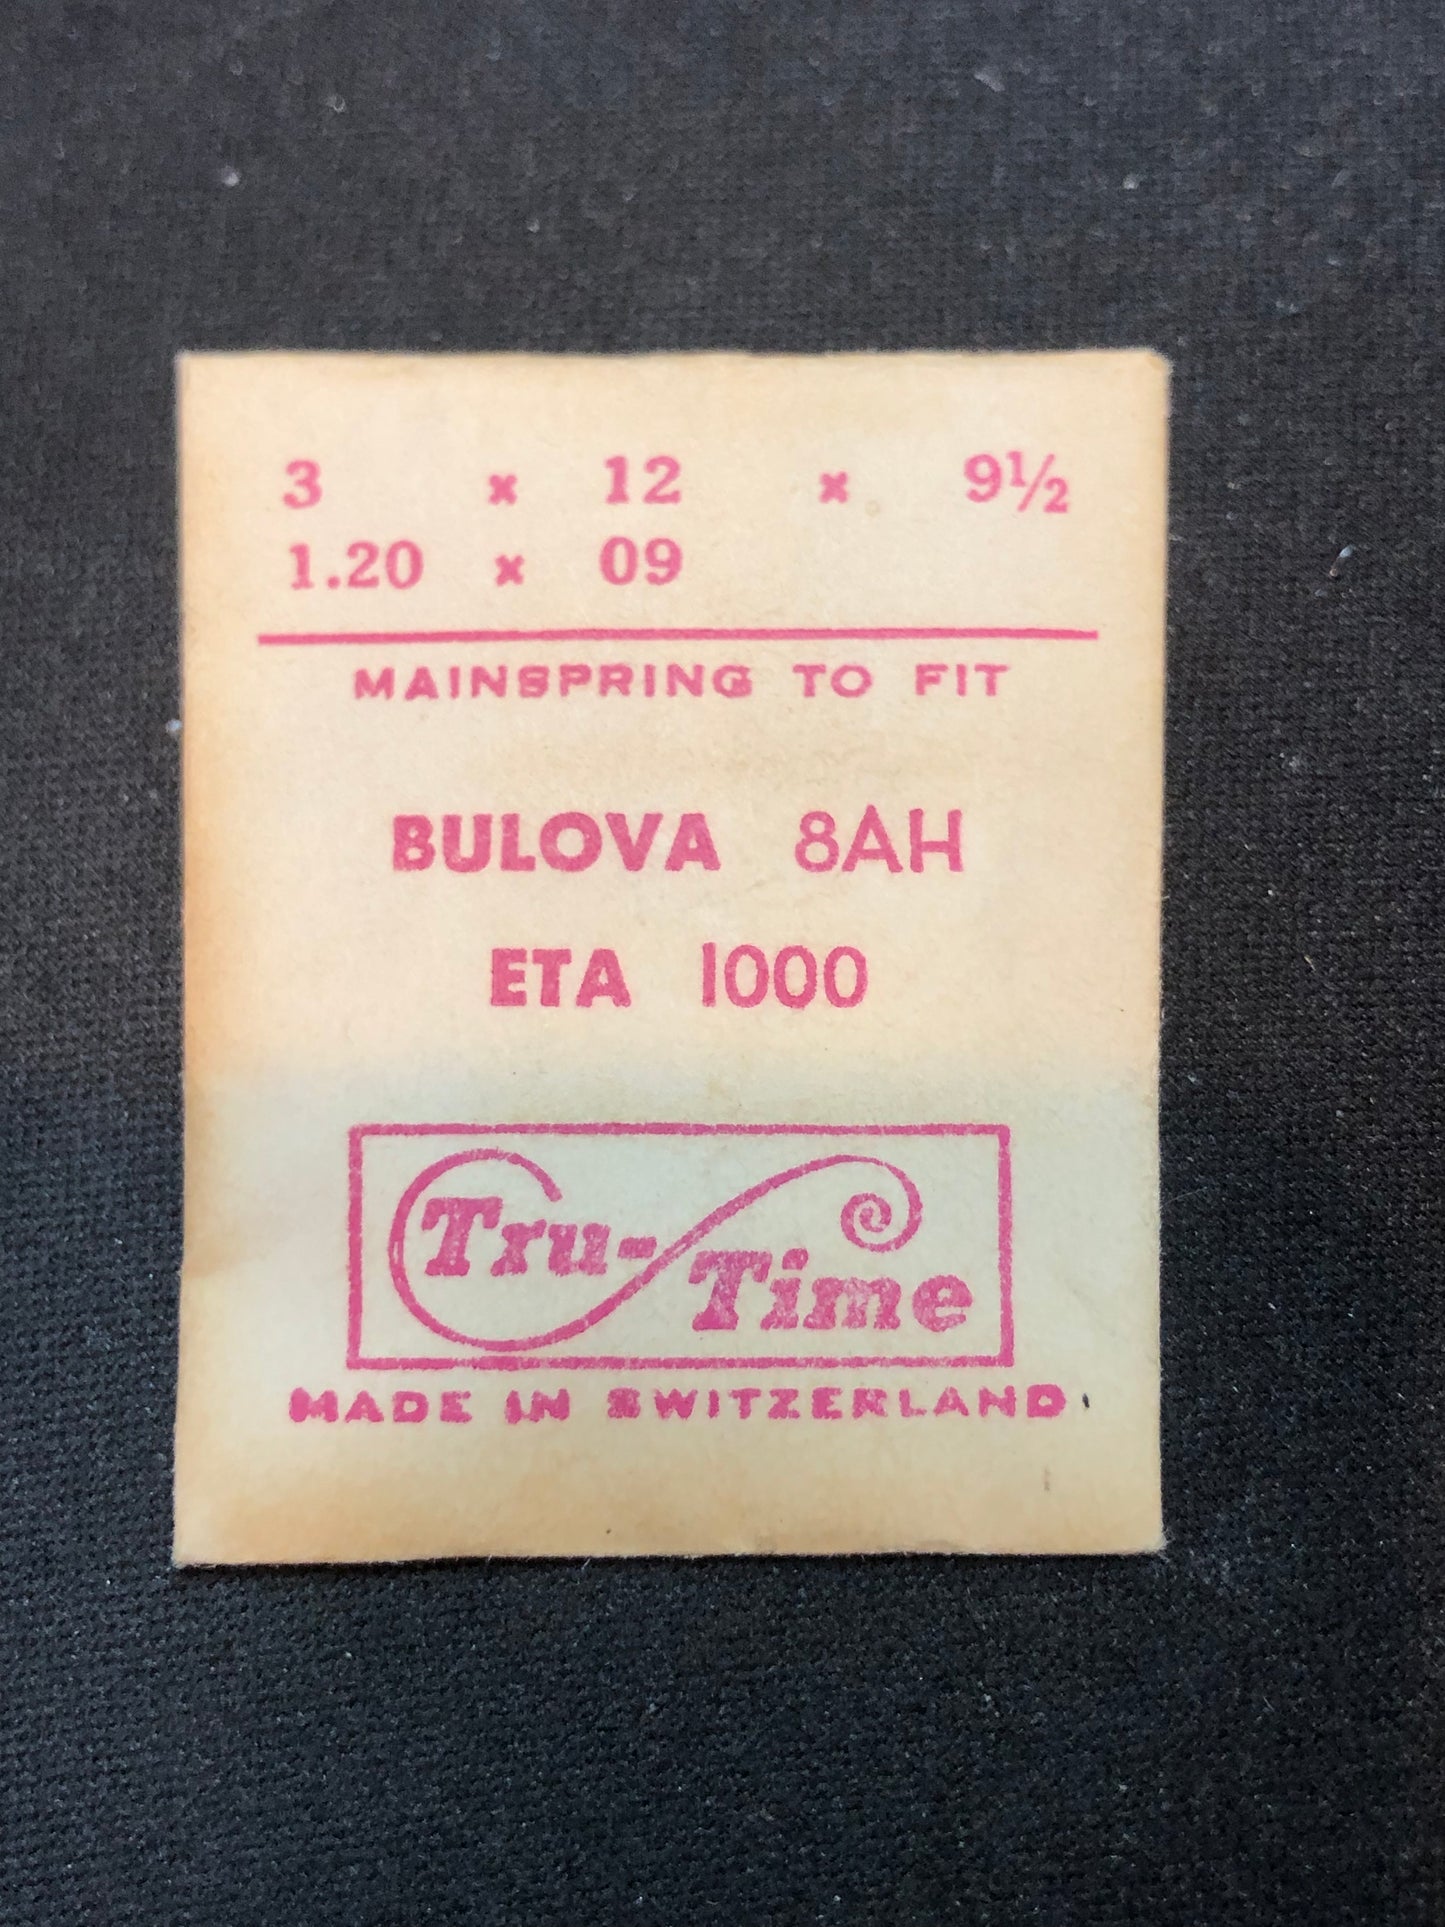 3 x 12 x 9½
1.20 x 09
MAINSPRING TO FIT
BULOVA 8AH
ETA 1000
Tru-Time
MADE IN SWITZERLAND